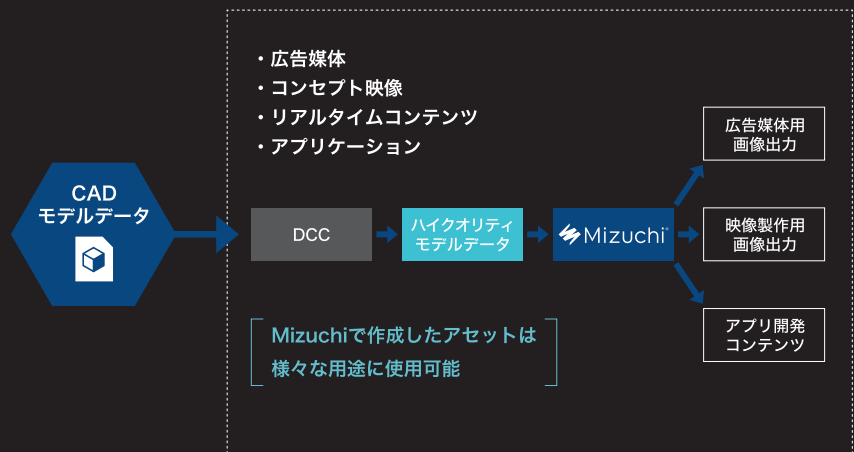 ・広告媒体
・コンセプト映像
・リアルタイムコンテンツ
・アプリケーション
CAD
モデルデータ
DCC
ハイクオリティ
モデルデータ
Mizuchi®
広告媒体用
画像出力
映像製作用
画像出力
アプリ開発
コンテンツ
Mizuchiで作成したアセットは
様々な用途に使用可能